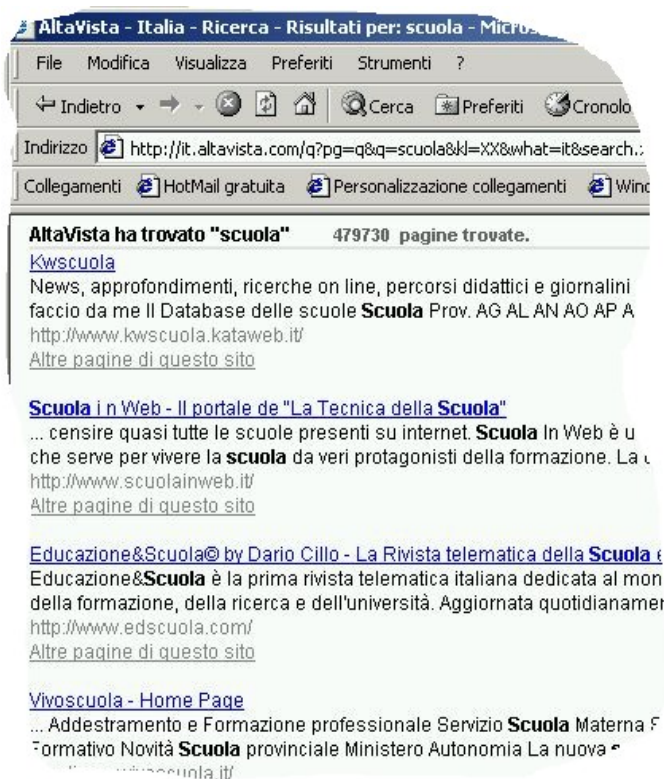 AltaVista - Italia - Ricerca - Risultati per: scuola -
File Modifica Visualizza Preferiti Strumenti ?
Indietro Cerca Preferiti Cronolo
Indirizzo http://it.altavista.com/q?pg=q&q=scuola&kl=XX&what=it&search.
Collegamenti HotMail gratuita Personalizzazione collegamenti Wind
AltaVista ha trovato "scuola" 479730 pagine trovate.
Kwscuola
News, approfondimenti, ricerche on line, percorsi didattici e giornalini
faccio da me Il Database delle scuole Scuola Prov. AG AL AN AO AP A
http://www.kwscuola.kataweb.it/
Altre pagine di questo sito
Scuola i n Web - Il portale de "La Tecnica della Scuola"
... censire quasi tutte le scuole presenti su internet. Scuola In Web è u
che serve per vivere la scuola da veri protagonisti della formazione. La
http://www.scuolainweb.it/
Altre pagine di questo sito
Educazione&Scuola© by Dario Cillo - La Rivista telematica della Scuola e
Educazione&Scuola è la prima rivista telematica italiana dedicata al mon
della formazione, della ricerca e dell'università. Aggiornata quotidianamen
http://www.edscuola.com/
Altre pagine di questo sito
Vivoscuola - Home Page
... Addestramento e Formazione professionale Servizio Scuola Materna
Formativo Novità Scuola provinciale Ministero Autonomia La nuova